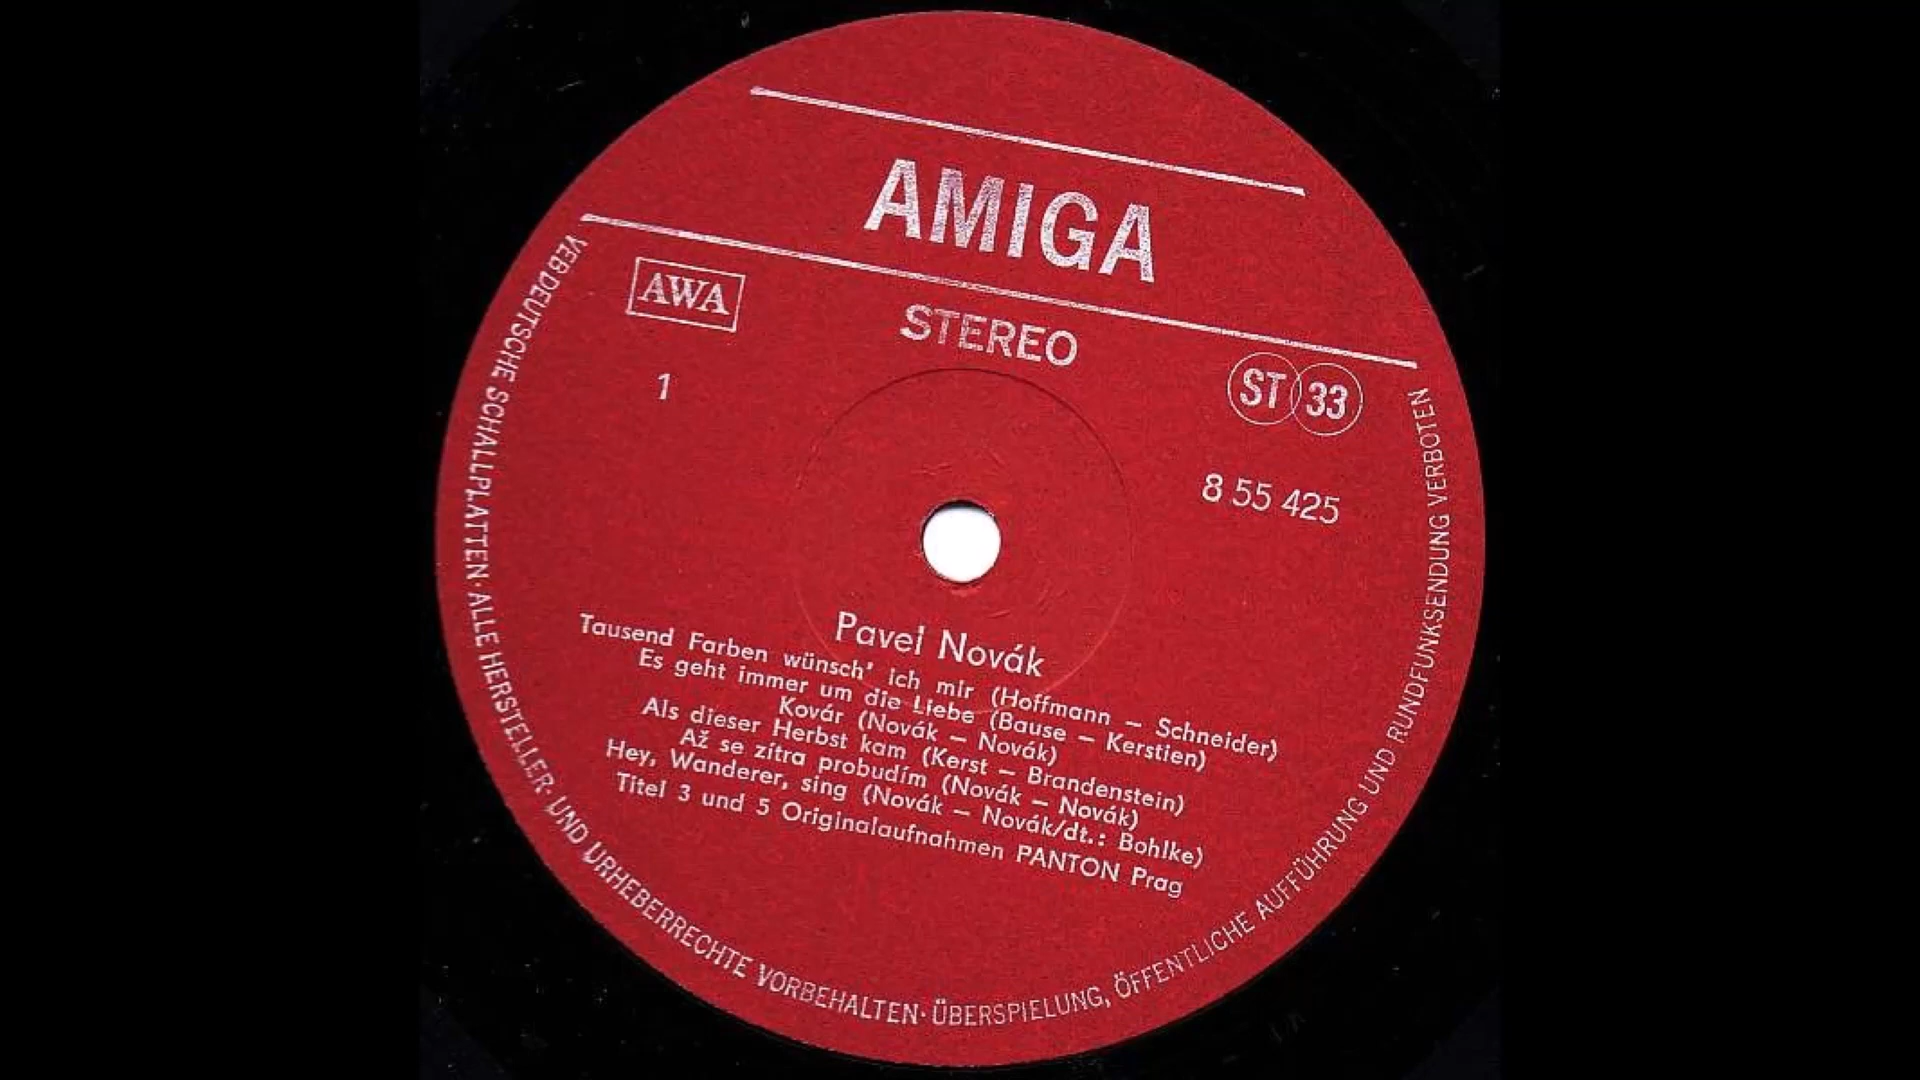 AMIGA
AWA
STEREO
1
ST 33
8 55 425
Pavel Novák
Tausend Farben wünsch' ich mir (Hoffmann – Schneider)
Es geht immer um die Liebe (Bause – Kerstien)
Kovár (Novák – Novák)
Als dieser Herbst kam (Kerst – Brandenstein)
Až se zítra probudím (Novák – Novák)
Hey, Wanderer, sing (Novák – Novák/dt.: Bohlke)
Titel 3 und 5 Originalaufnahmen PANTON Prag
VEB DEUTSCHE SCHALLPLATTEN · ALLE HERSTELLER- UND URHEBERRECHTE VORBEHALTEN · ÜBERSPIELUNG, ÖFFENTLICHE AUFFÜHRUNG UND RUNDFUNKSENDUNG VERBOTEN